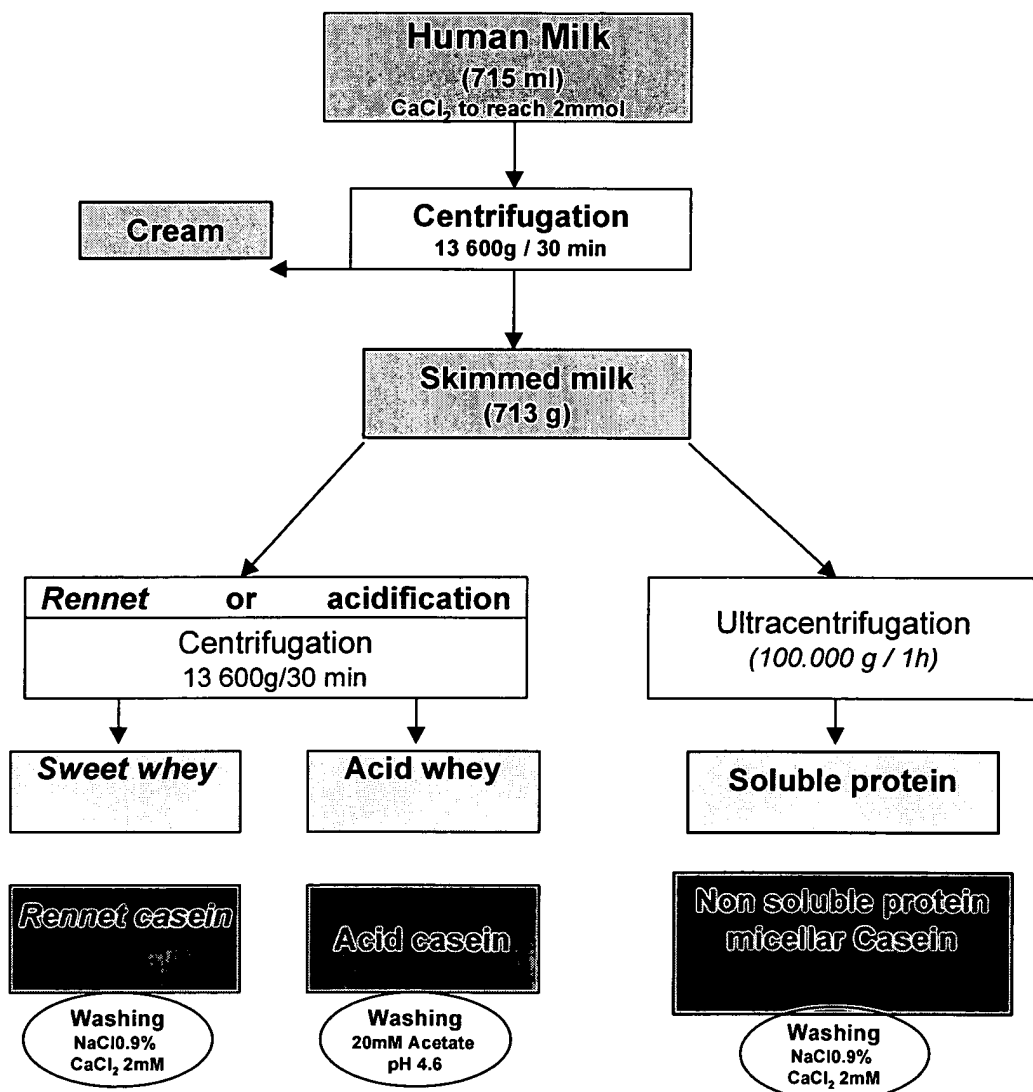 Human Milk
(715 ml)
CaCl₂ to reach 2mmol
Centrifugation
13 600g / 30 min
Cream
Skimmed milk
(713 g)
Rennet or acidification
Centrifugation
13 600g/30 min
Ultracentrifugation
(100.000 g / 1h)
Sweet whey
Acid whey
Soluble protein
Rennet casein
Acid casein
Non soluble protein
micellar Casein
Washing
NaCl0.9%
CaCl₂ 2mM
Washing
20mM Acetate
pH 4.6
Washing
NaCl0.9%
CaCl₂ 2mM